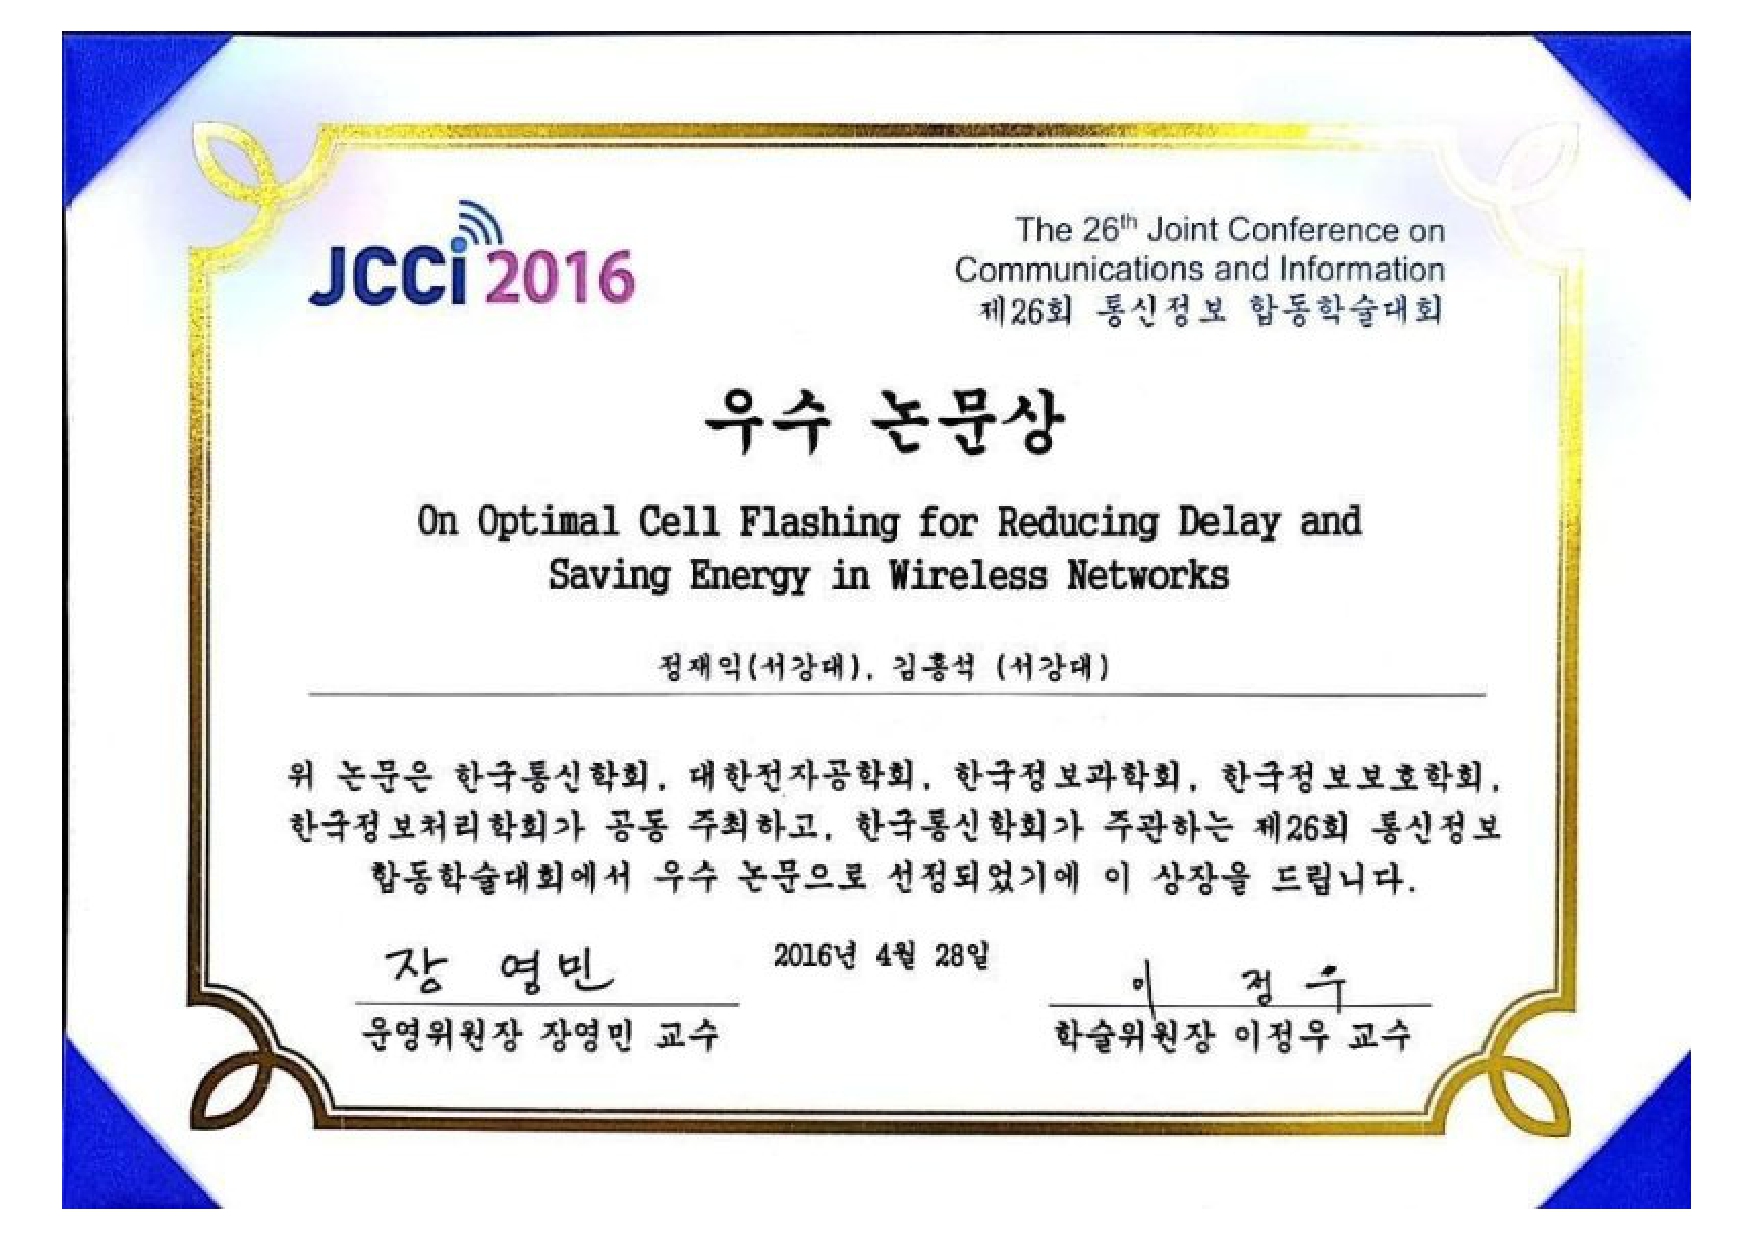 JCCi 2016
The 26th Joint Conference on
Communications and Information
제26회 통신정보 합동학술대회
우수 논문상
On Optimal Cell Flashing for Reducing Delay and
Saving Energy in Wireless Networks
정재익(서강대), 김홍석 (서강대)
위 논문은 한국통신학회, 대한전자공학회, 한국정보과학회, 한국정보보호학회,
한국정보처리학회가 공동 주최하고, 한국통신학회가 주관하는 제26회 통신정보
합동학술대회에서 우수 논문으로 선정되었기에 이 상장을 드립니다.
2016년 4월 28일
장 영민
운영위원장 장영민 교수
이 정우
학술위원장 이정우 교수